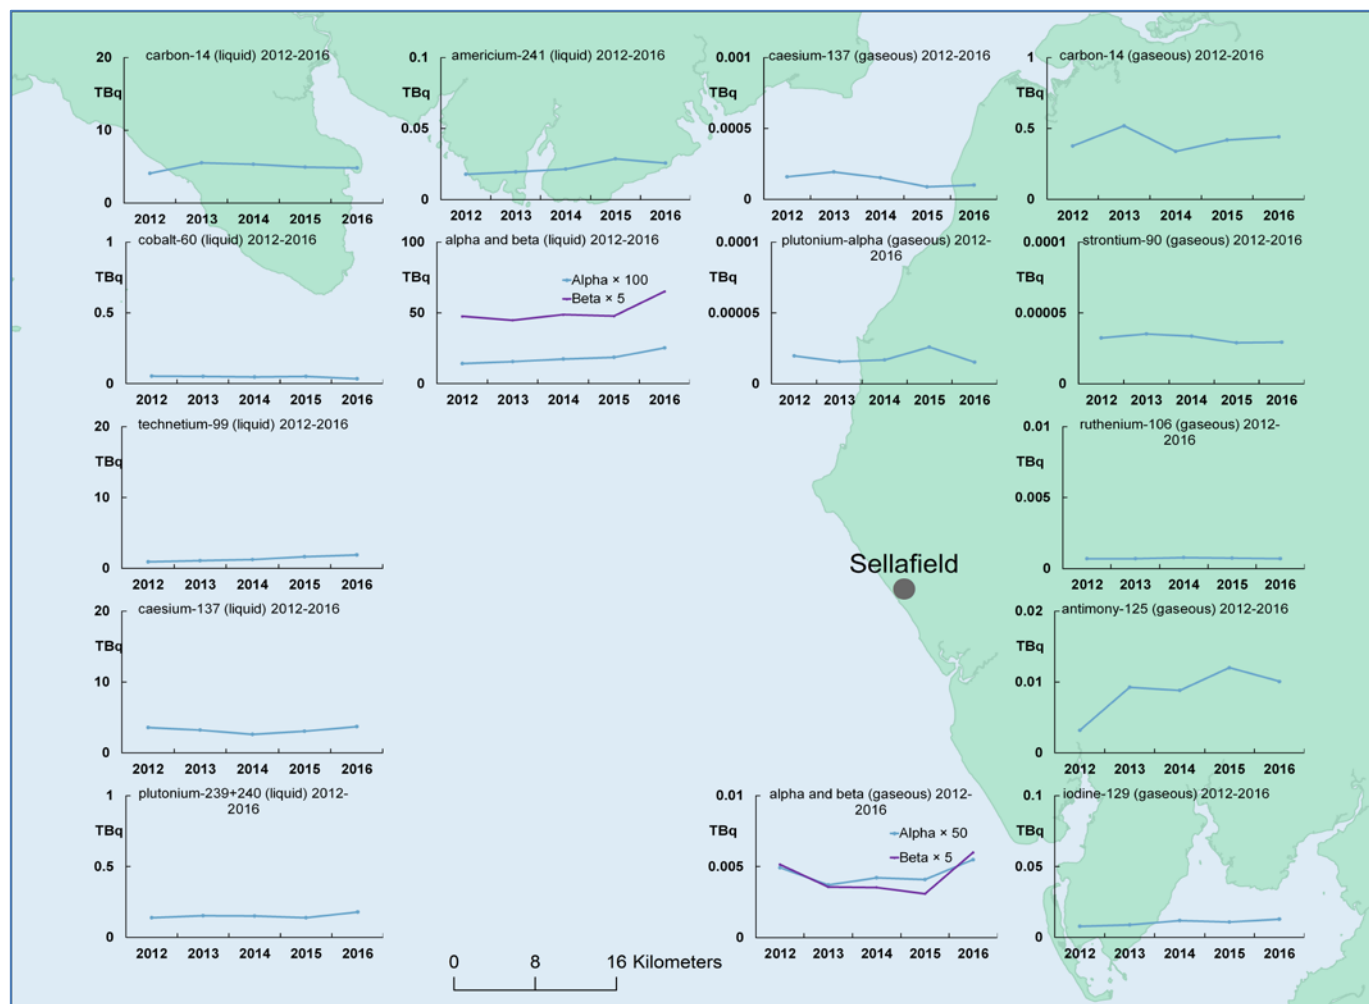 carbon-14 (liquid) 2012-2016
20
TBq
10
0
2012 2013 2014 2015 2016
americium-241 (liquid) 2012-2016
0.1
TBq
0.05
0
2012 2013 2014 2015 2016
caesium-137 (gaseous) 2012-2016
0.001
TBq
0.0005
0
2012 2013 2014 2015 2016
carbon-14 (gaseous) 2012-2016
1
TBq
0.5
0
2012 2013 2014 2015 2016
cobalt-60 (liquid) 2012-2016
1
TBq
0.5
0
2012 2013 2014 2015 2016
alpha and beta (liquid) 2012-2016
100
TBq
Alpha × 100
Beta × 5
50
0
2012 2013 2014 2015 2016
plutonium-alpha (gaseous) 2012-
2016
0.0001
TBq
0.00005
0
2012 2013 2014 2015 2016
strontium-90 (gaseous) 2012-2016
0.0001
TBq
0.00005
0
2012 2013 2014 2015 2016
technetium-99 (liquid) 2012-2016
20
TBq
10
0
2012 2013 2014 2015 2016
ruthenium-106 (gaseous) 2012-
2016
0.01
TBq
0.005
0
2012 2013 2014 2015 2016
Sellafield
caesium-137 (liquid) 2012-2016
20
TBq
10
0
2012 2013 2014 2015 2016
antimony-125 (gaseous) 2012-2016
0.02
TBq
0.01
0
2012 2013 2014 2015 2016
plutonium-239+240 (liquid) 2012-
2016
1
TBq
0.5
0
2012 2013 2014 2015 2016
alpha and beta (gaseous) 2012-
2016
0.01
TBq
Alpha × 50
Beta × 5
0.005
0
2012 2013 2014 2015 2016
iodine-129 (gaseous) 2012-2016
0.1
TBq
0.05
0
2012 2013 2014 2015 2016
0 8 16 Kilometers